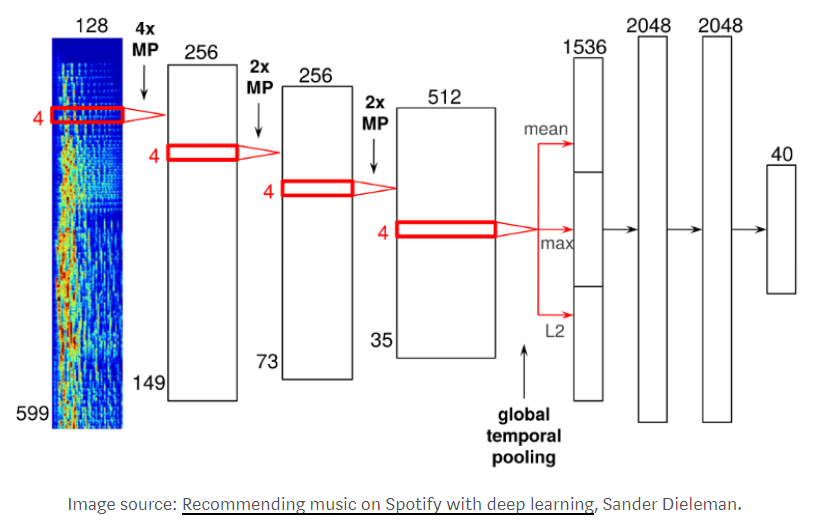 128
4x
MP
256
2x
MP
256
2x
MP
512
1536
2048
2048
4
4
4
4
mean
max
L2
40
599
149
73
35
global
temporal
pooling
Image source: Recommending music on Spotify with deep learning, Sander Dieleman.